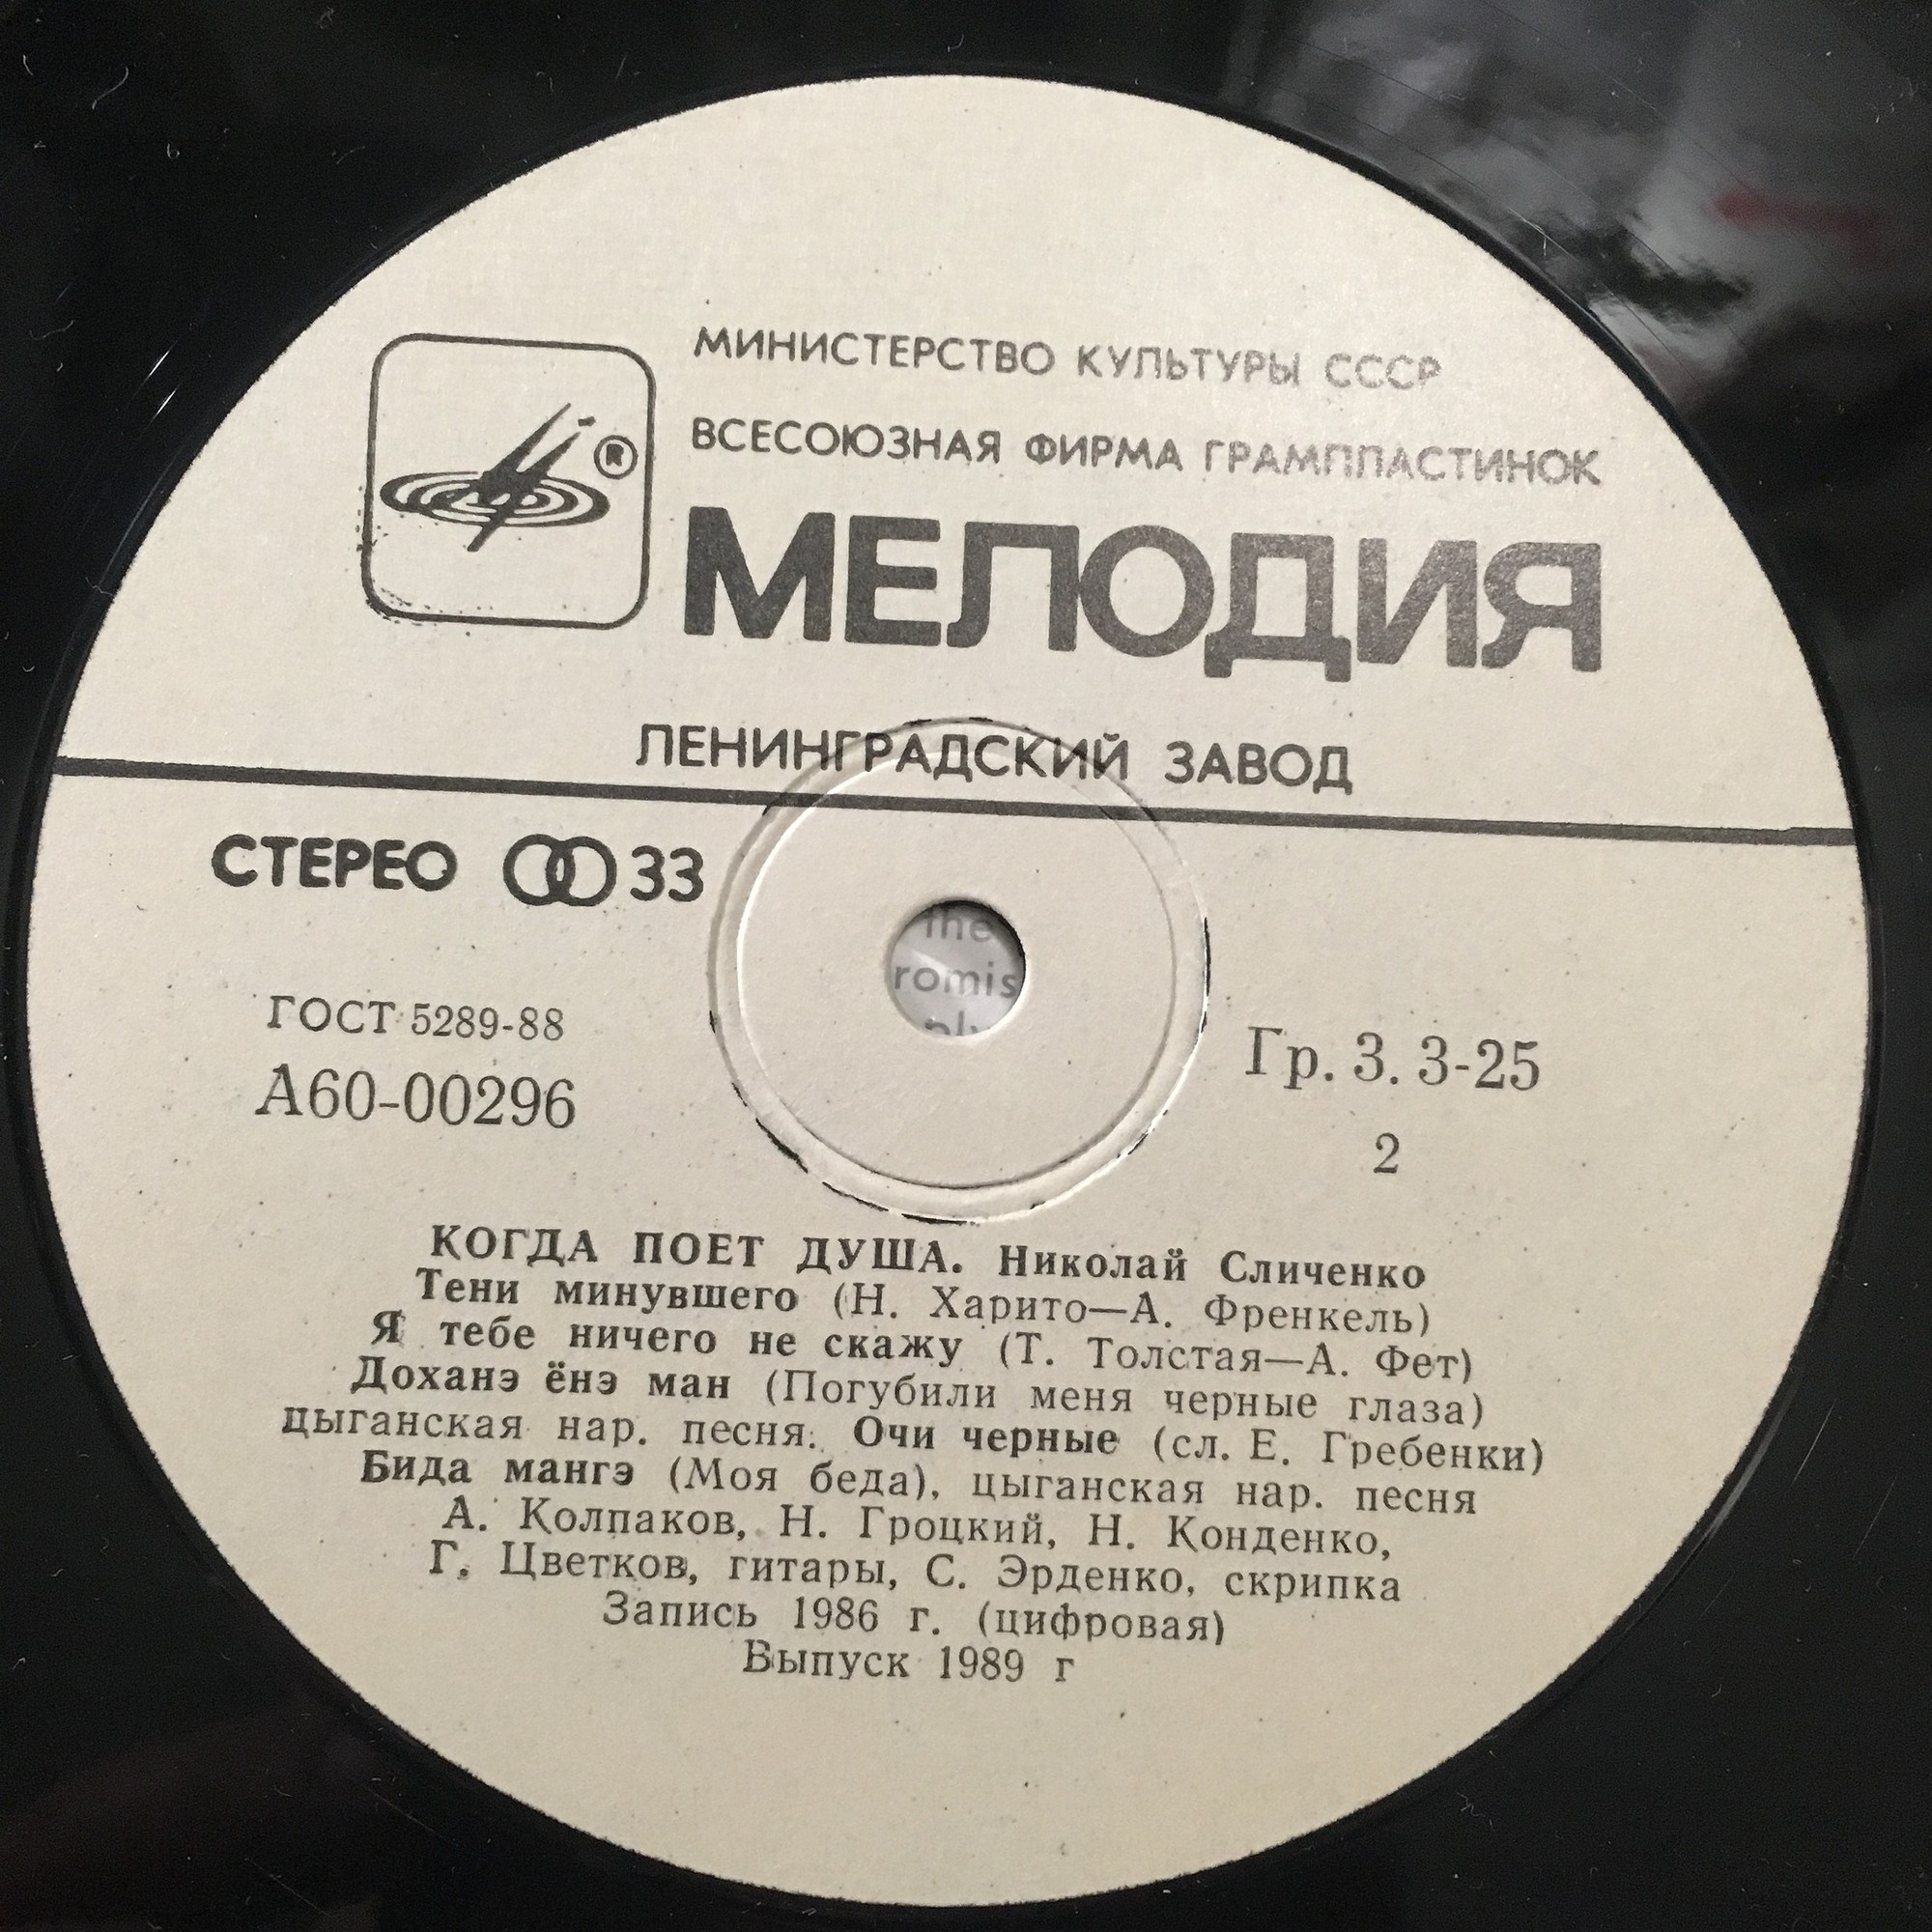 МИНИСТЕРСТВО КУЛЬТУРЫ СССР
ВСЕСОЮЗНАЯ ФИРМА ГРАМПЛАСТИНОК
®
МЕЛОДИЯ
ЛЕНИНГРАДСКИЙ ЗАВОД
СТЕРЕО 33
the
romis
ГОСТ 5289-88
А60-00296
Гр. 3. 3-25
2
КОГДА ПОЕТ ДУША. Николай Сличенко
Тени минувшего (Н. Харито—А. Френкель)
Я тебе ничего не скажу (Т. Толстая—А. Фет)
Доханэ ёнэ ман (Погубили меня черные глаза)
цыганская нар. песня. Очи черные (сл. Е. Гребенки)
Бида мангэ (Моя беда), цыганская нар. песня
А. Колпаков, Н. Гроцкий, Н. Конденко,
Г. Цветков, гитары, С. Эрденко, скрипка
Запись 1986 г. (цифровая)
Выпуск 1989 г